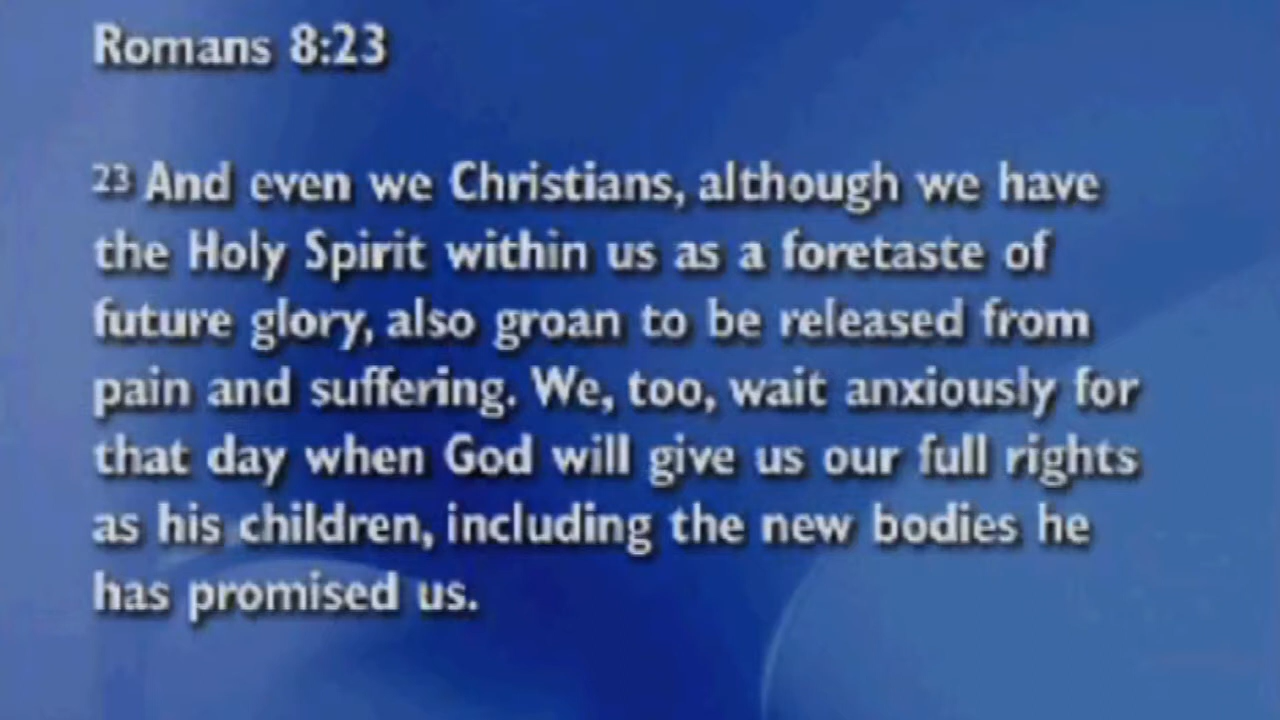 Romans 8:23
23 And even we Christians, although we have
the Holy Spirit within us as a foretaste of
future glory, also groan to be released from
pain and suffering. We, too, wait anxiously for
that day when God will give us our full rights
as his children, including the new bodies he
has promised us.